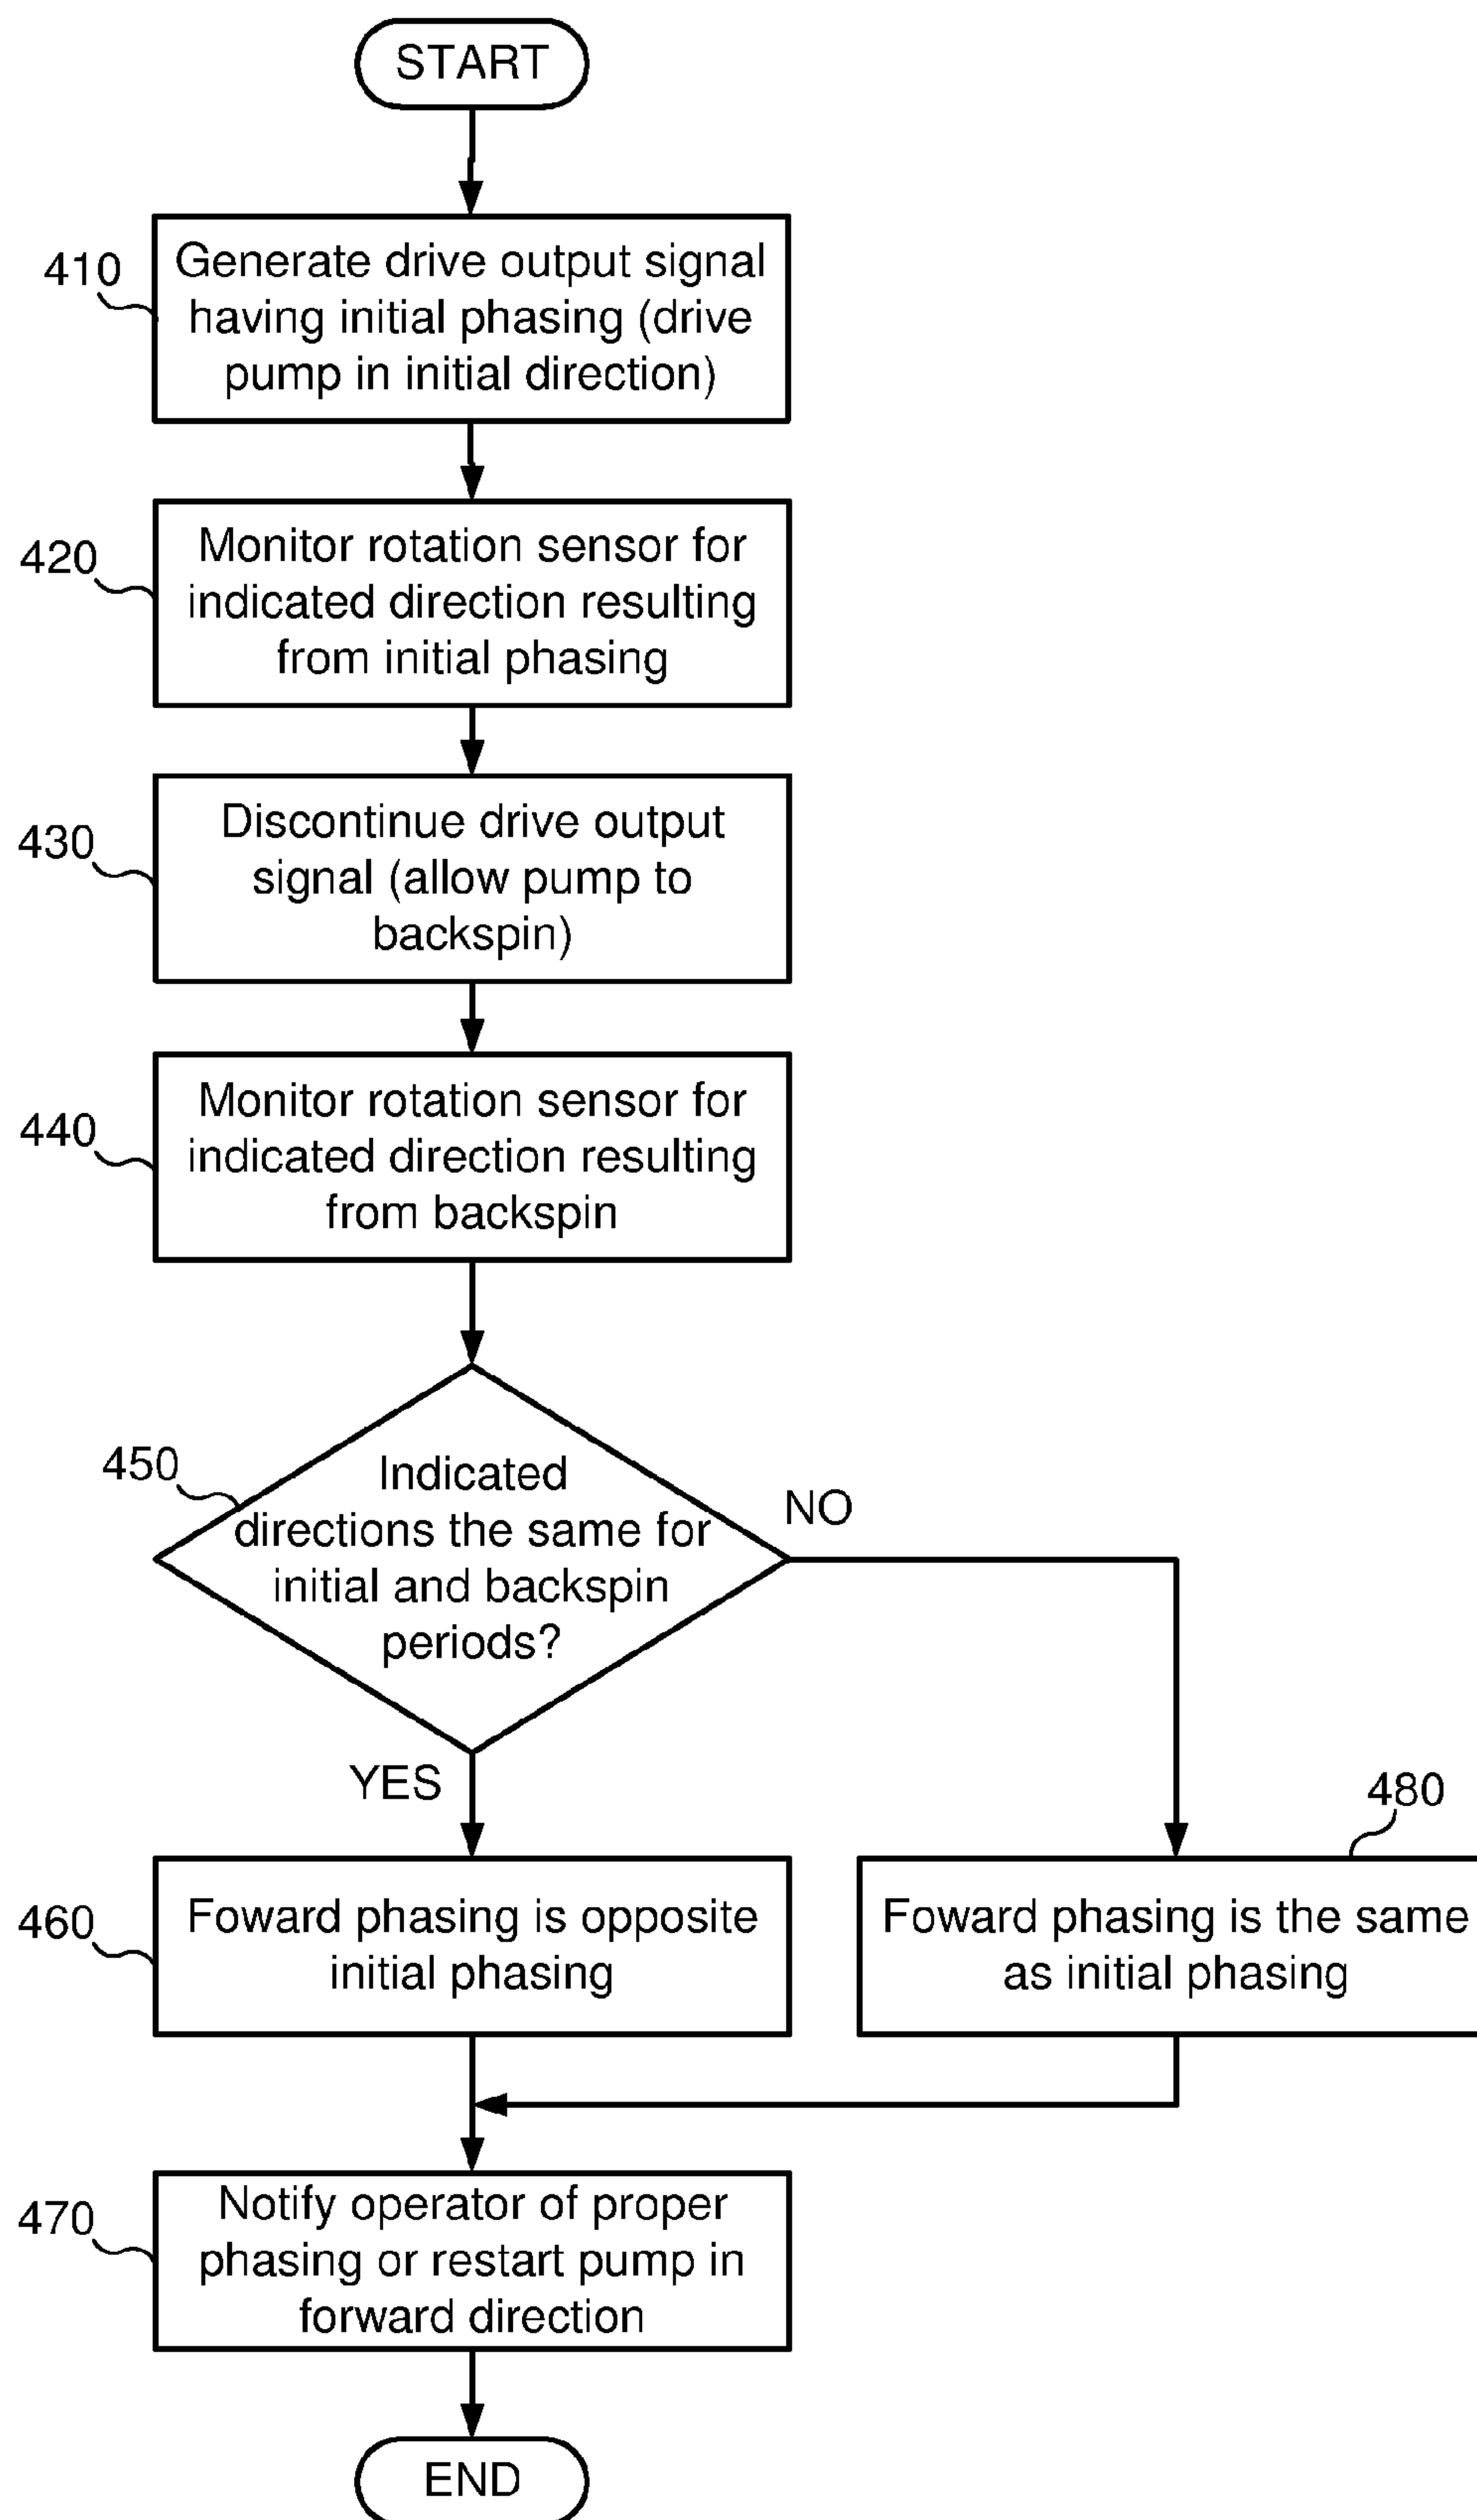 START
410
Generate drive output signal
having initial phasing (drive
pump in initial direction)
420
Monitor rotation sensor for
indicated direction resulting
from initial phasing
430
Discontinue drive output
signal (allow pump to
backspin)
440
Monitor rotation sensor for
indicated direction resulting
from backspin
450
Indicated
directions the same for
initial and backspin
periods?
NO
YES
480
460
Foward phasing is opposite
initial phasing
Foward phasing is the same
as initial phasing
470
Notify operator of proper
phasing or restart pump in
forward direction
END